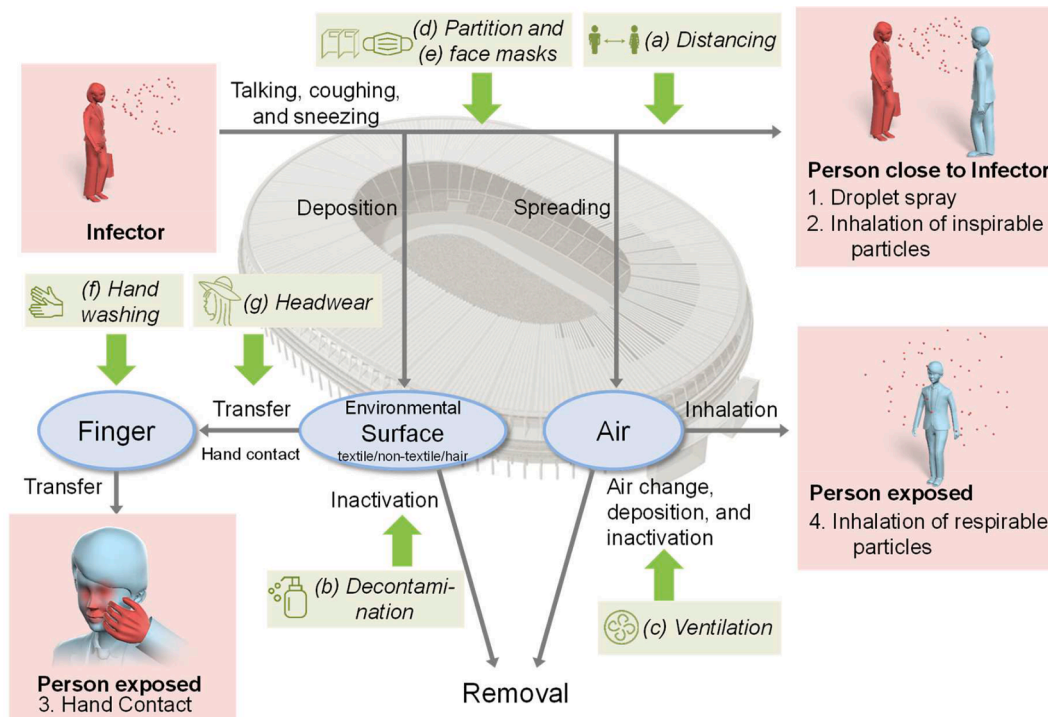 (d) Partition and
(e) face masks
(a) Distancing
Talking, coughing,
and sneezing
Infector
Deposition
Spreading
Person close to Infector
1. Droplet spray
2. Inhalation of inspirable
particles
(f) Hand
washing
(g) Headwear
Finger
Transfer
Hand contact
Environmental
Surface
textile/non-textile/hair
Air
Inhalation
Transfer
Inactivation
Air change,
deposition, and
inactivation
Person exposed
4. Inhalation of respirable
particles
(b) Decontami-
nation
(c) Ventilation
Person exposed
3. Hand Contact
Removal